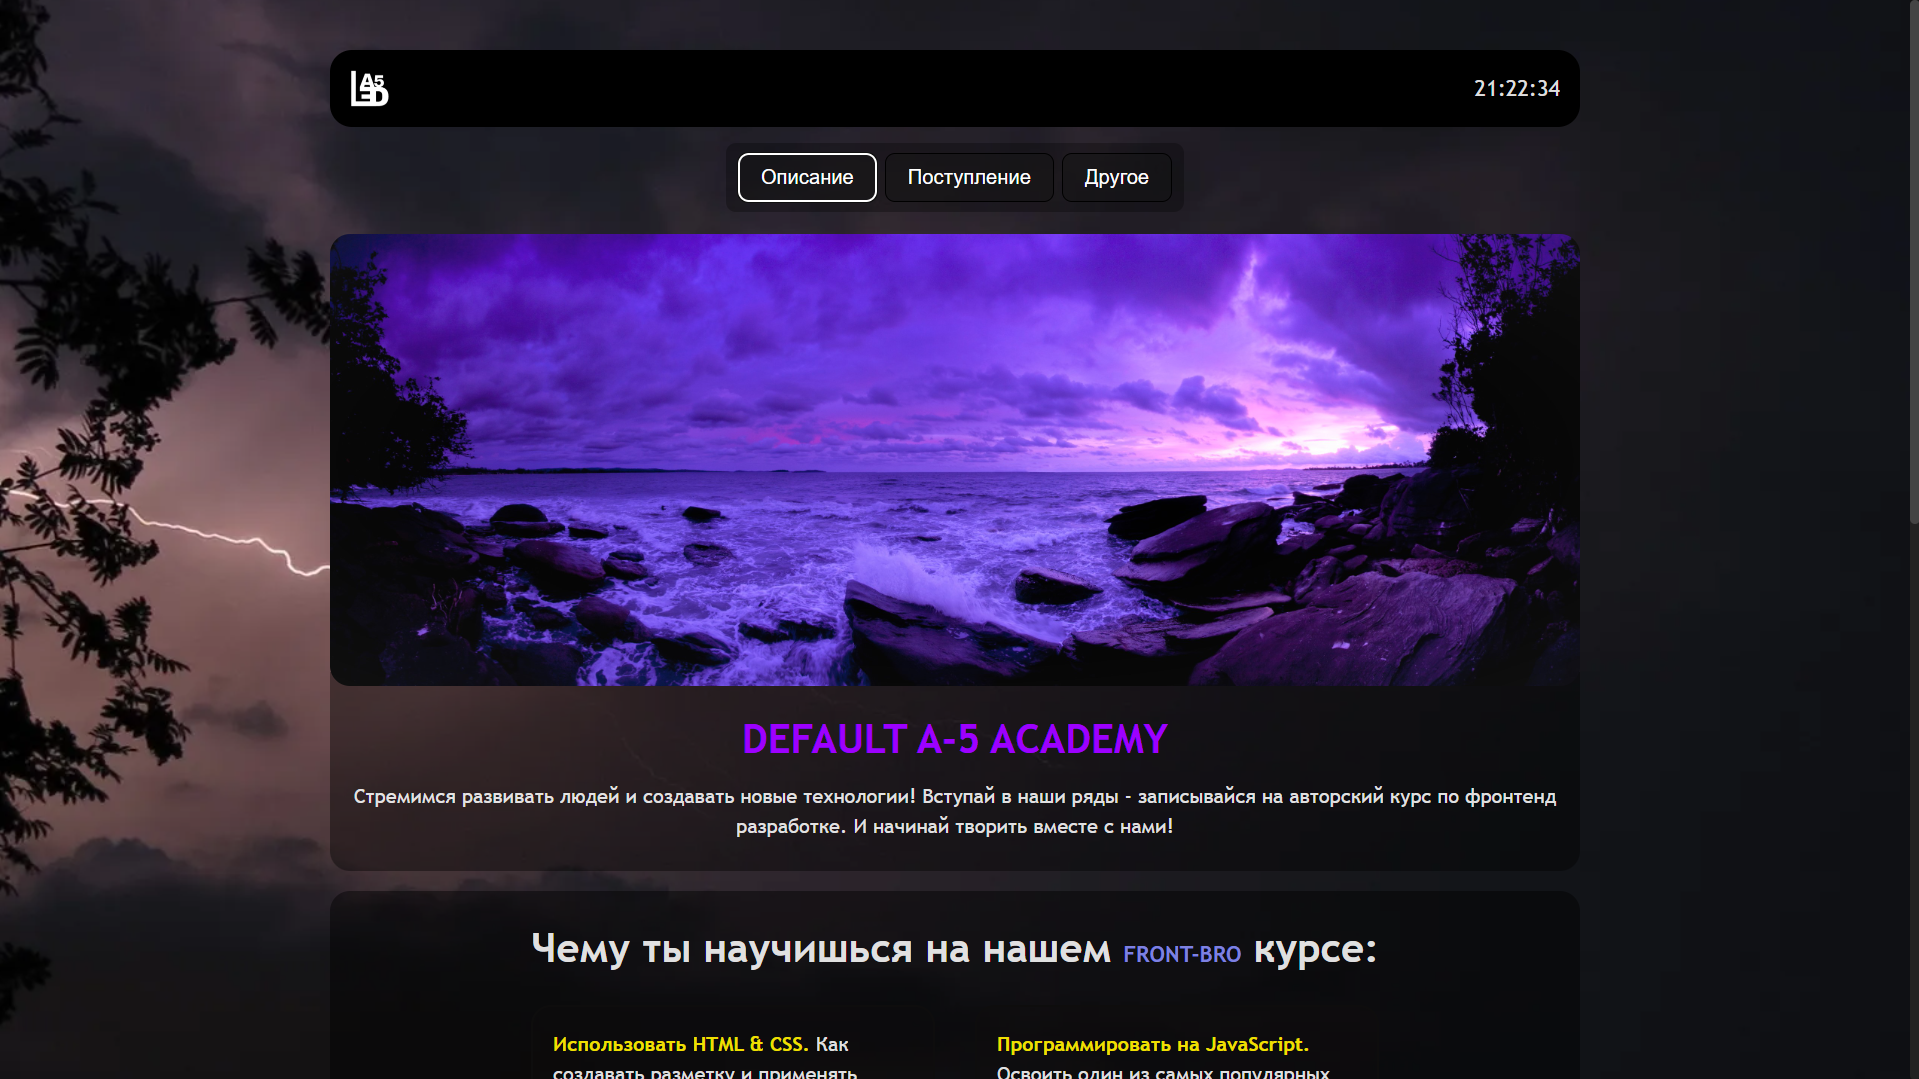 LA5ED
21:22:34
Описание
Поступление
Другое
DEFAULT A-5 ACADEMY
Стремимся развивать людей и создавать новые технологии! Вступай в наши ряды - записывайся на авторский курс по фронтенд
разработке. И начинай творить вместе с нами!
Чему ты научишься на нашем FRONT-BRO курсе:
Использовать HTML & CSS. Как
создавать разметку и применять
Программировать на JavaScript.
Освоить один из самых популярных